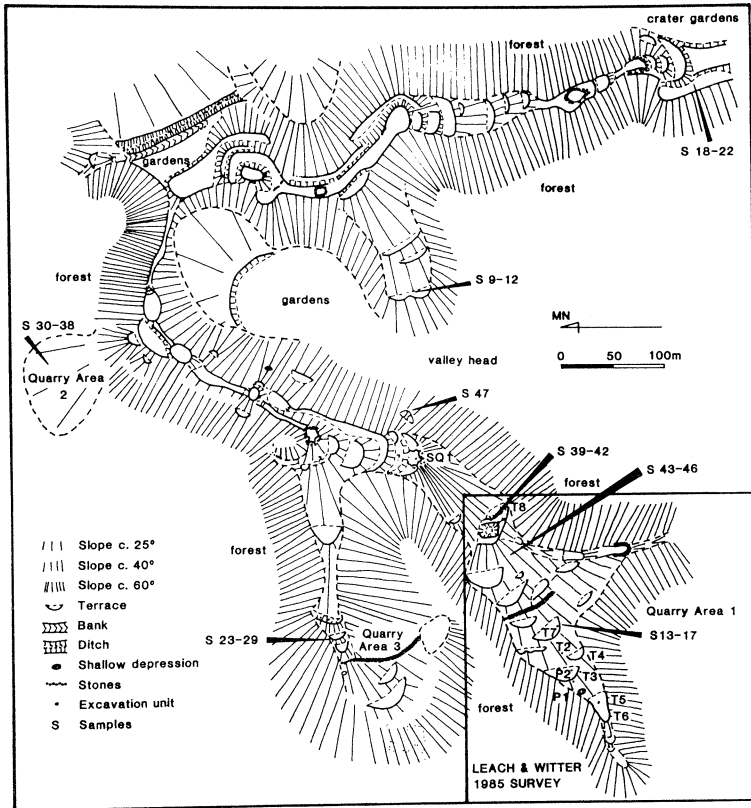 crater gardens
forest
S 18-22
gardens
forest
forest
S 9-12
gardens
MN
S 30-38
0 50 100m
valley head
Quarry Area
2
S 47
SQ1
S 39-42
forest
S 43-46
T8
Slope c. 25°
Slope c. 40°
Slope c. 60°
Terrace
Bank
Ditch
Shallow depression
Stones
Excavation unit
S Samples
forest
S 23-29
Quarry
Area 3
Quarry Area 1
S13-17
T7
T2
T4
P2
T3
P1
T5
T6
forest
LEACH & WITTER
1985 SURVEY